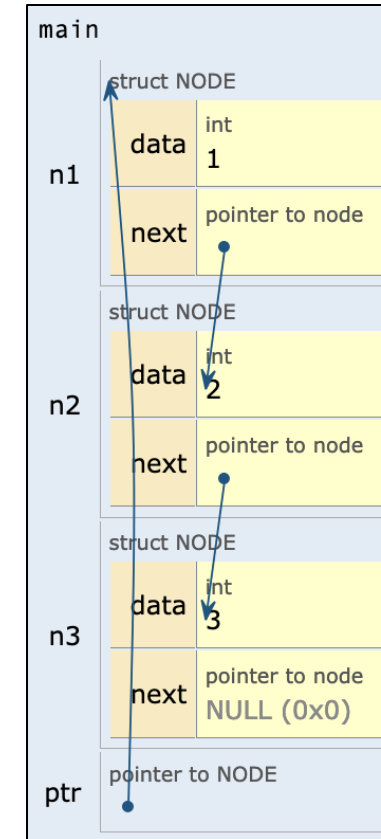 main
struct NODE
n1
data
int
1
next
pointer to node
struct NODE
n2
data
int
2
next
pointer to node
struct NODE
n3
data
int
3
next
pointer to node
NULL (0x0)
ptr
pointer to NODE